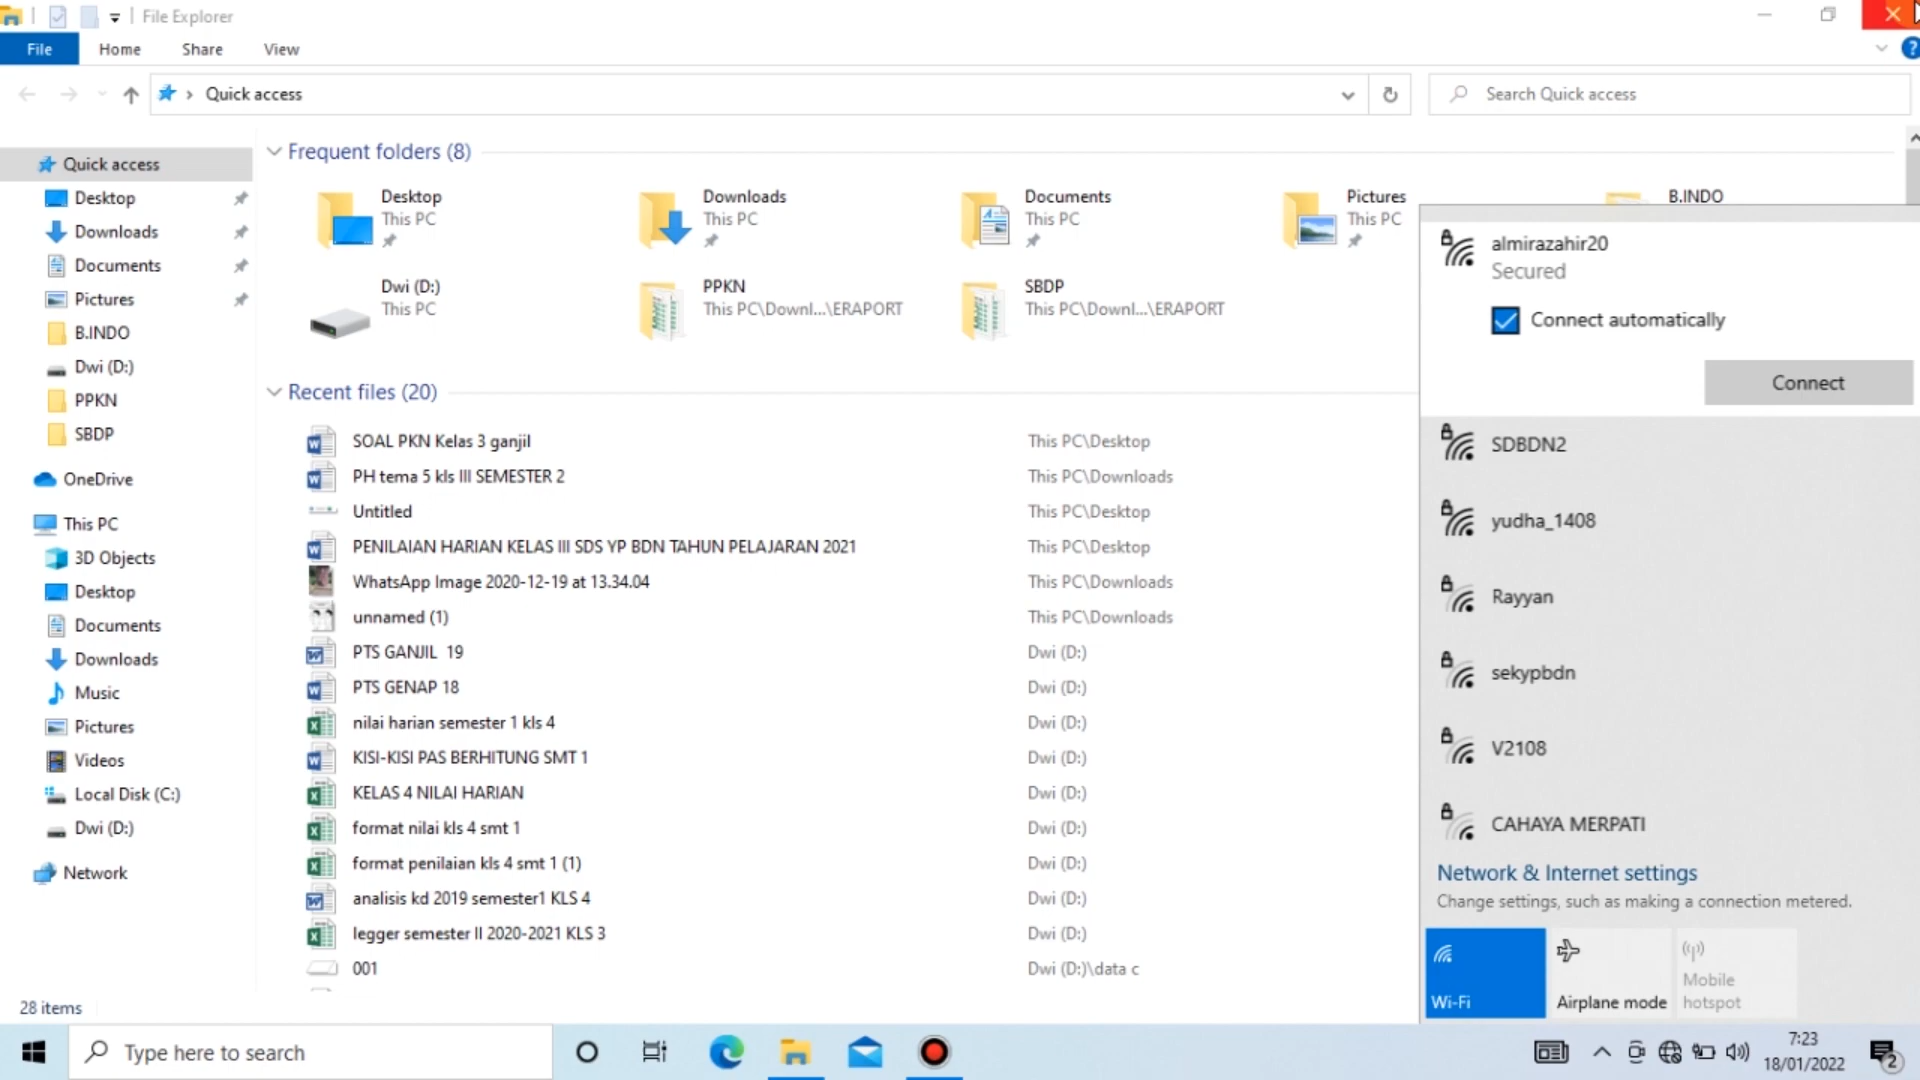 File Explorer
File Home Share View
Quick access
Search Quick access
Quick access
Desktop
Downloads
Documents
Pictures
B.INDO
Dwi (D:)
PPKN
SBDP
OneDrive
This PC
3D Objects
Desktop
Documents
Downloads
Music
Pictures
Videos
Local Disk (C:)
Dwi (D:)
Network
28 items
Frequent folders (8)
Desktop
This PC
Downloads
This PC
Documents
This PC
Pictures
This PC
B.INDO
Dwi (D:)
This PC
PPKN
This PC\Downl...\ERAPORT
SBDP
This PC\Downl...\ERAPORT
Recent files (20)
SOAL PKN Kelas 3 ganjil This PC\Desktop
PH tema 5 kls III SEMESTER 2 This PC\Downloads
Untitled This PC\Desktop
PENILAIAN HARIAN KELAS III SDS YP BDN TAHUN PELAJARAN 2021 This PC\Desktop
WhatsApp Image 2020-12-19 at 13.34.04 This PC\Downloads
unnamed (1) This PC\Downloads
PTS GANJIL 19 Dwi (D:)
PTS GENAP 18 Dwi (D:)
nilai harian semester 1 kls 4 Dwi (D:)
KISI-KISI PAS BERHITUNG SMT 1 Dwi (D:)
KELAS 4 NILAI HARIAN Dwi (D:)
format nilai kls 4 smt 1 Dwi (D:)
format penilaian kls 4 smt 1 (1) Dwi (D:)
analisis kd 2019 semester1 KLS 4 Dwi (D:)
legger semester II 2020-2021 KLS 3 Dwi (D:)
001 Dwi (D:)\data c
almirazahir20
Secured
Connect automatically
Connect
SDBDN2
yudha_1408
Rayyan
sekypbdn
V2108
CAHAYA MERPATI
Network & Internet settings
Change settings, such as making a connection metered.
Wi-Fi
Airplane mode
Mobile
hotspot
Type here to search
7:23
18/01/2022
2